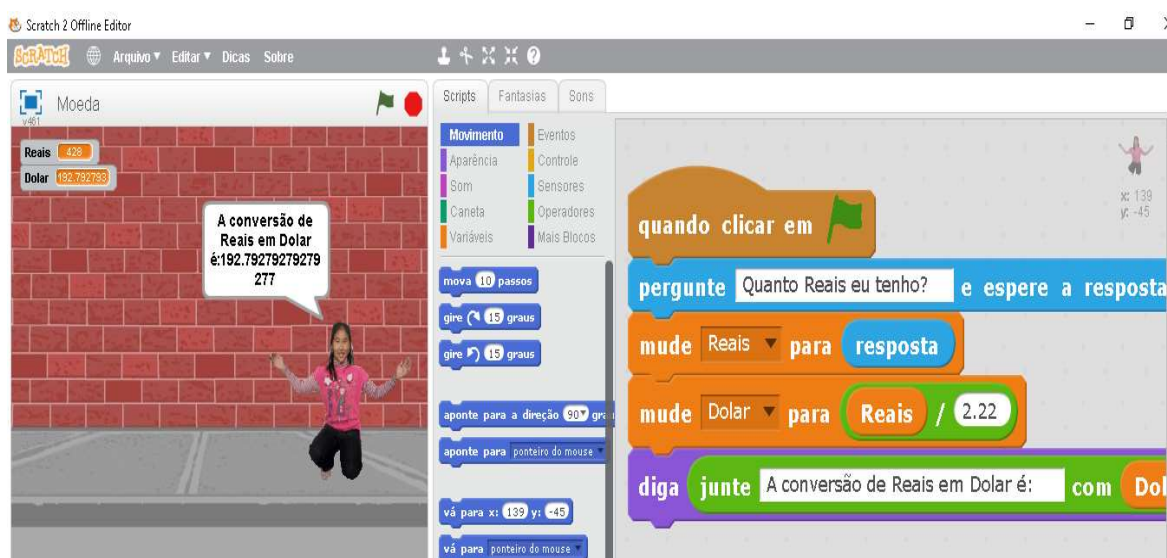 Scratch 2 Offline Editor
SCRATCH Arquivo Editar Dicas Sobre
Moeda
v461
Reais 428
Dolar 192.792793
A conversão de
Reais em Dolar
é:192.79279279279
277
Scripts Fantasias Sons
Movimento Eventos
Aparência Controle
Som Sensores
Caneta Operadores
Variáveis Mais Blocos
mova 10 passos
gire 15 graus
gire 15 graus
aponte para a direção 90 gra
aponte para ponteiro do mouse
vá para x: 139 y: -45
vá para ponteiro do mouse
x: 139
y: -45
quando clicar em
pergunte Quanto Reais eu tenho? e espere a resposta
mude Reais para resposta
mude Dolar para Reais / 2.22
diga junte A conversão de Reais em Dolar é: com Dol